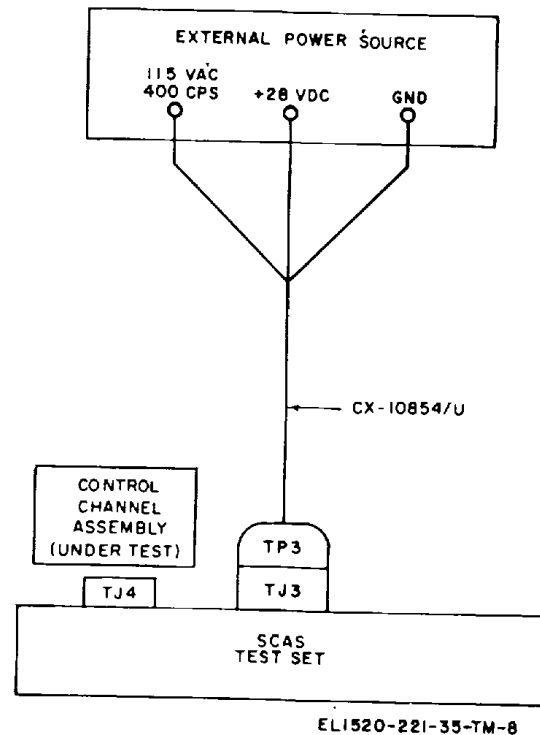 EXTERNAL POWER SOURCE
115 VAC
400 CPS
+28 VDC
GND
CX-10854/U
CONTROL
CHANNEL
ASSEMBLY
(UNDER TEST)
TP3
TJ4
TJ3
SCAS
TEST SET
EL1520-221-35-TM-8